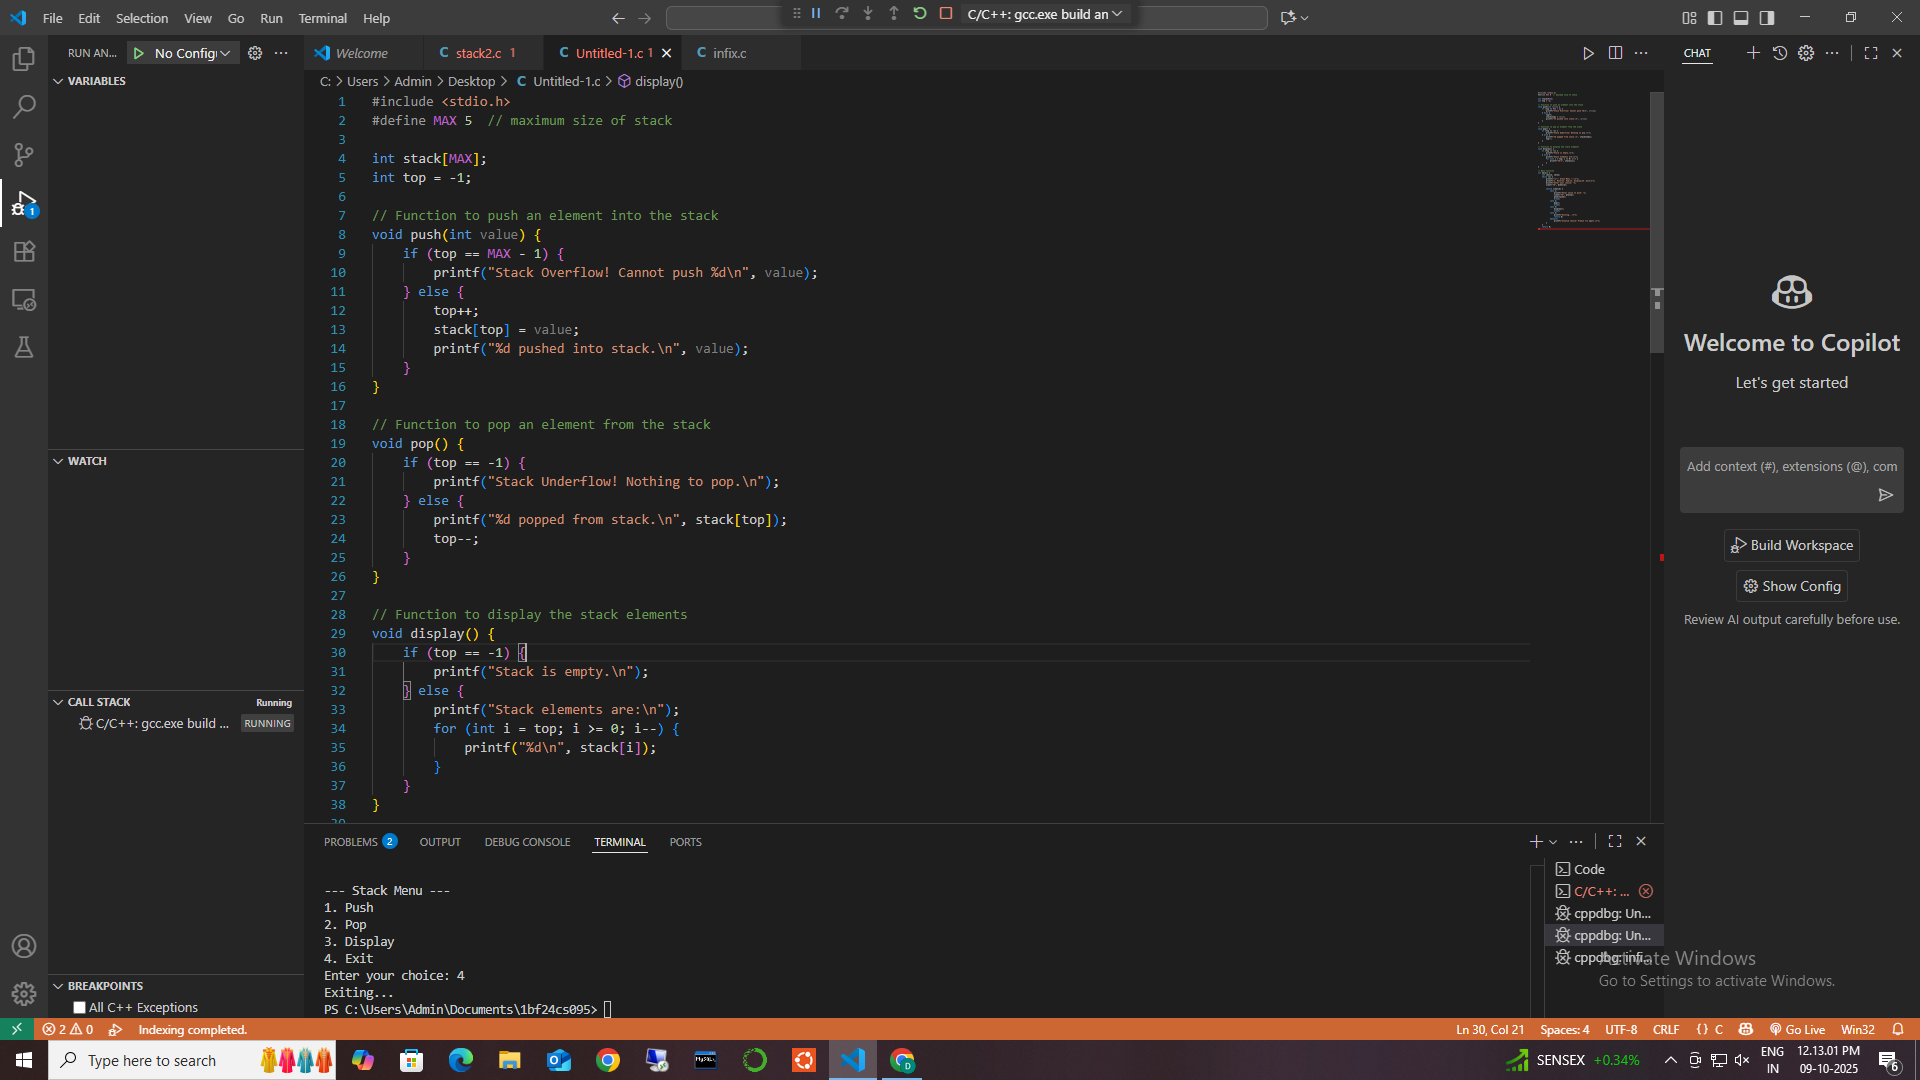 File Edit Selection View Go Run Terminal Help
C/C++: gcc.exe build an
RUN AN... No Config
Welcome
stack2.c 1
Untitled-1.c 1
infix.c
CHAT
C: > Users > Admin > Desktop > C Untitled-1.c > display()
VARIABLES
WATCH
CALL STACK Running
C/C++: gcc.exe build ... RUNNING
BREAKPOINTS
All C++ Exceptions
1 #include <stdio.h>
2 #define MAX 5  // maximum size of stack
3
4 int stack[MAX];
5 int top = -1;
6
7 // Function to push an element into the stack
8 void push(int value) {
9     if (top == MAX - 1) {
10         printf("Stack Overflow! Cannot push %d\n", value);
11     } else {
12         top++;
13         stack[top] = value;
14         printf("%d pushed into stack.\n", value);
15     }
16 }
17
18 // Function to pop an element from the stack
19 void pop() {
20     if (top == -1) {
21         printf("Stack Underflow! Nothing to pop.\n");
22     } else {
23         printf("%d popped from stack.\n", stack[top]);
24         top--;
25     }
26 }
27
28 // Function to display the stack elements
29 void display() {
30     if (top == -1) {
31         printf("Stack is empty.\n");
32     } else {
33         printf("Stack elements are:\n");
34         for (int i = top; i >= 0; i--) {
35             printf("%d\n", stack[i]);
36         }
37     }
38 }
39
Welcome to Copilot
Let's get started
Add context (#), extensions (@), com
Build Workspace
Show Config
Review AI output carefully before use.
PROBLEMS 2 OUTPUT DEBUG CONSOLE TERMINAL PORTS
--- Stack Menu ---
1. Push
2. Pop
3. Display
4. Exit
Enter your choice: 4
Exiting...
PS C:\Users\Admin\Documents\1bf24cs095>
Code
C/C++: ...
cppdbg: Un...
cppdbg: Un...
cppdbg: infi...
Activate Windows
Go to Settings to activate Windows.
2 0 Indexing completed.
Ln 30, Col 21 Spaces: 4 UTF-8 CRLF {} C Go Live Win32
Type here to search
SENSEX +0.34%
ENG
IN
12.13.01 PM
09-10-2025
6